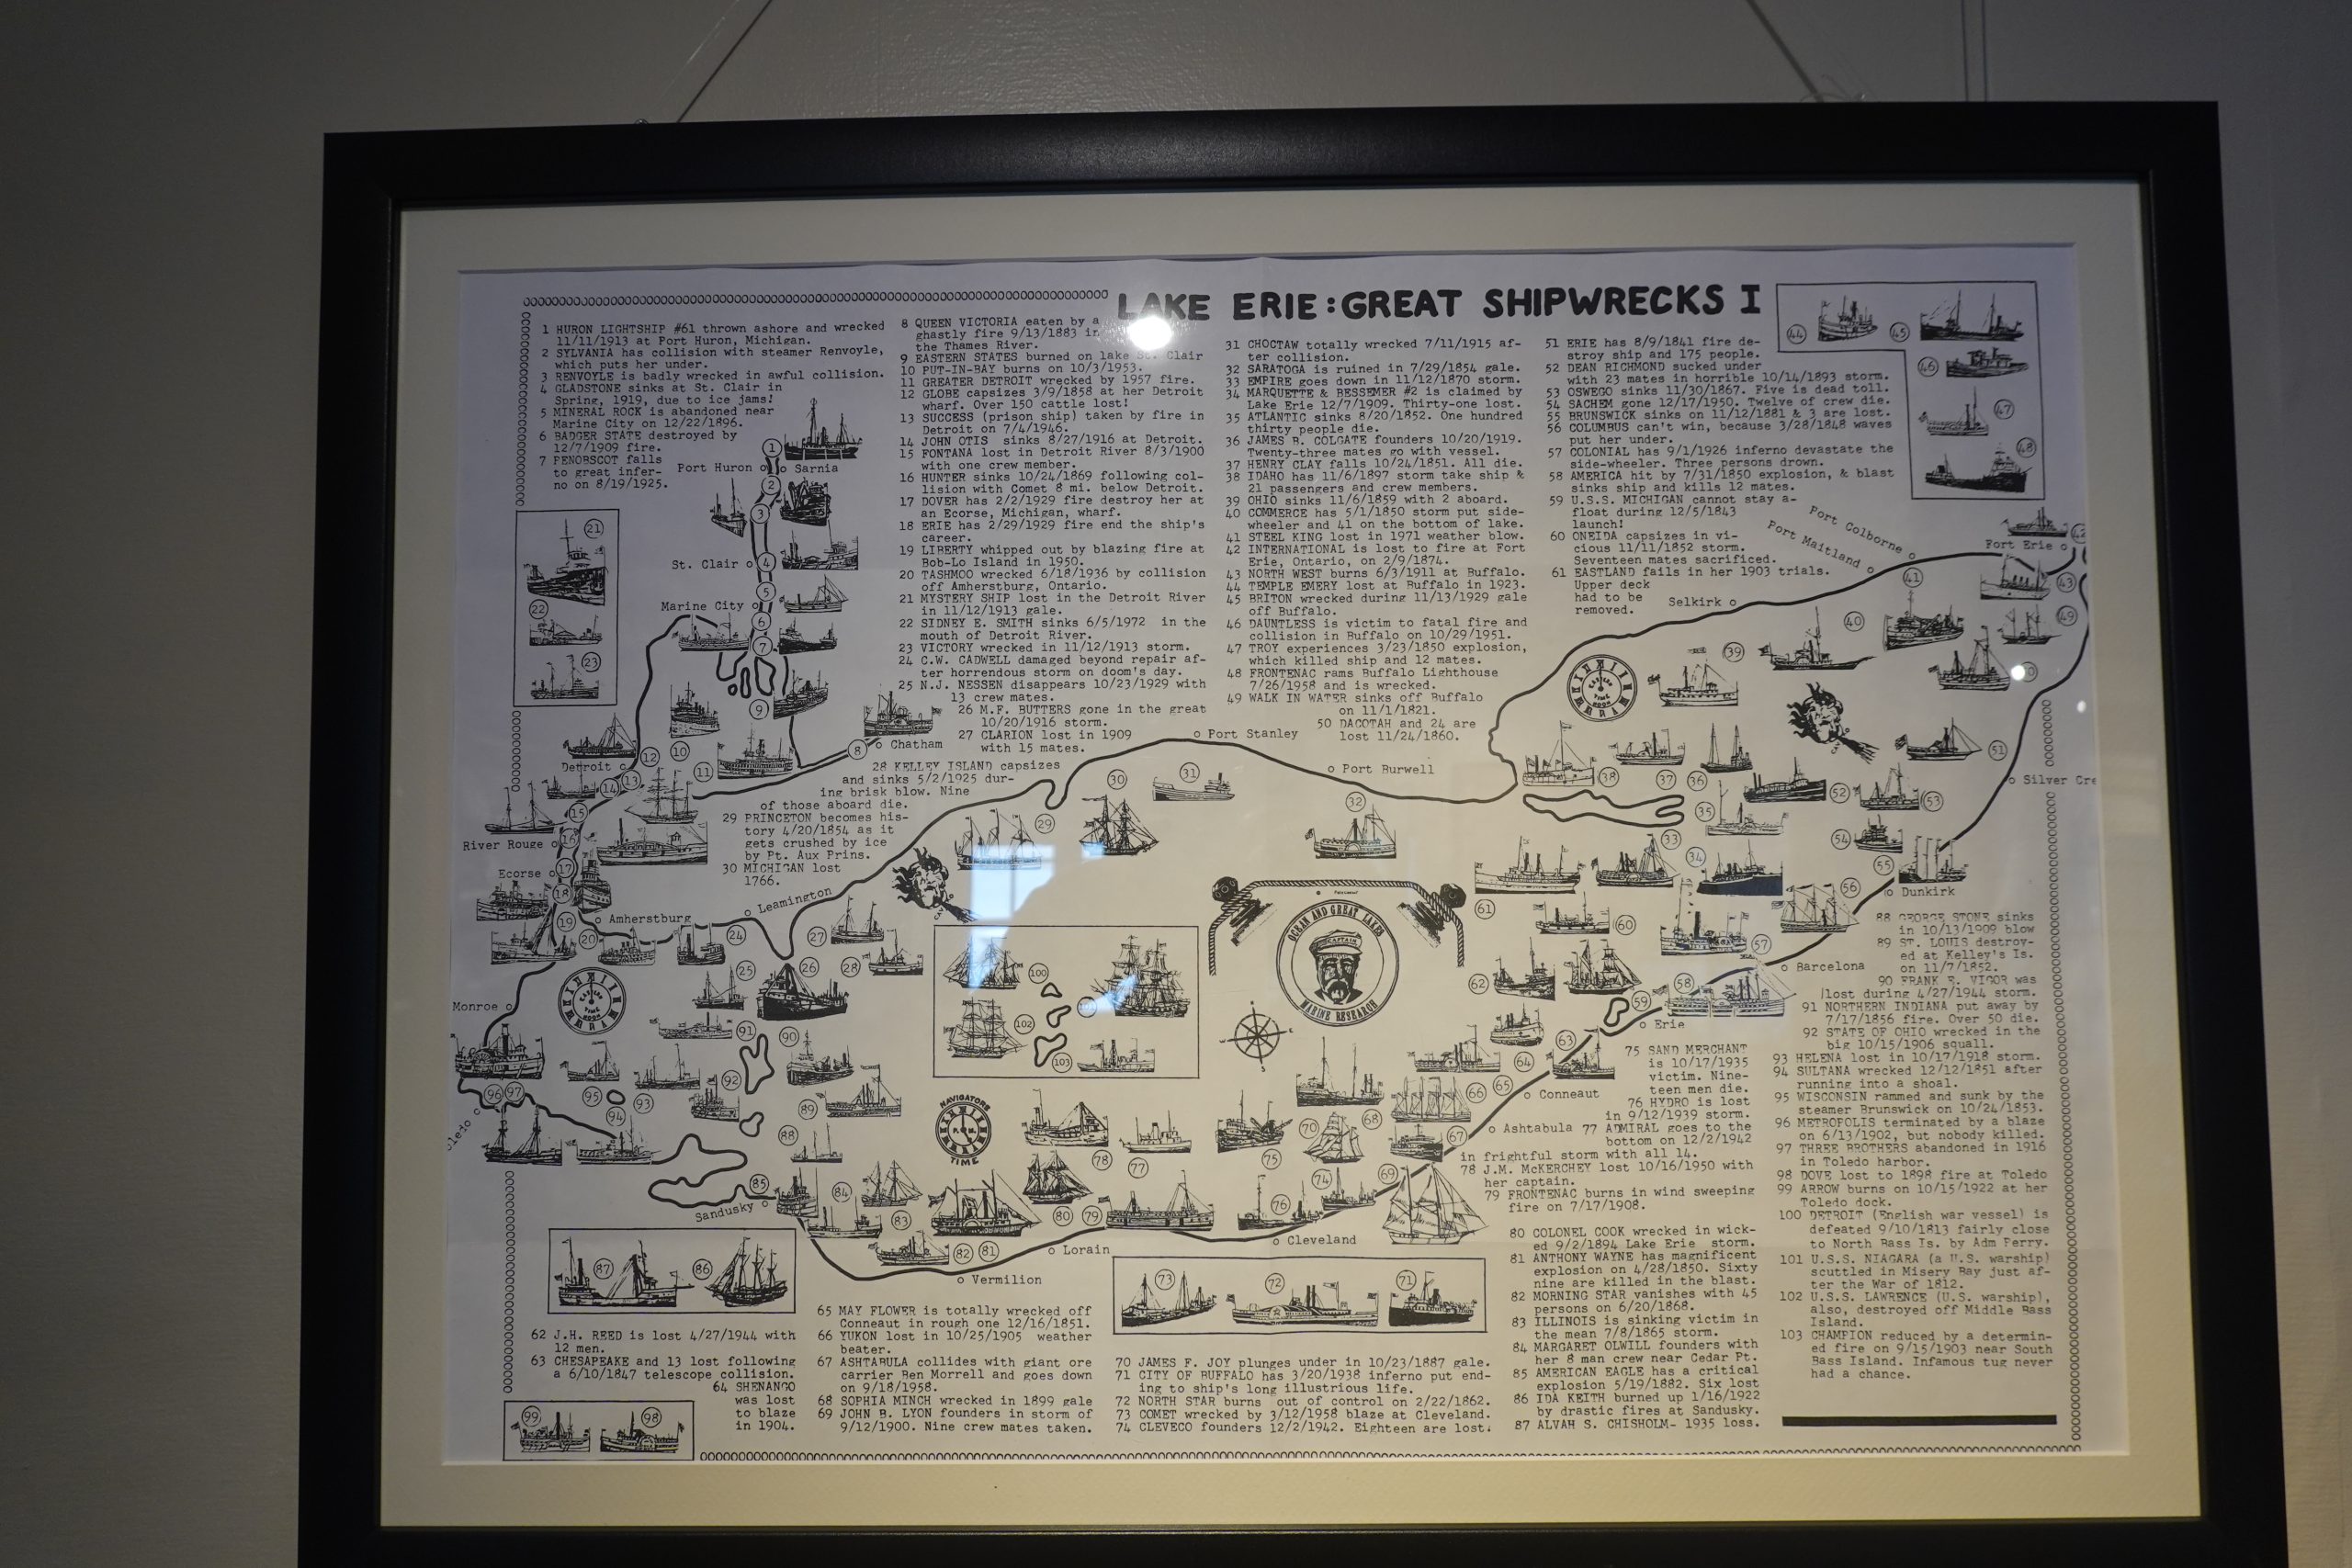 LAKE ERIE:GREAT SHIPWRECKS I
1 HURON LIGHTSHIP #61 thrown ashore and wrecked
11/11/1913 at Port Huron, Michigan.
2 SYLVANIA has collision with steamer Renvoyle,
which puts her under.
3 RENVOYLE is badly wrecked in awful collision.
4 GLADSTONE sinks at St. Clair in
Spring, 1919, due to ice jams!
5 MINERAL ROCK is abandoned near
Marine City on 12/22/1896.
6 BADGER STATE destroyed by
12/7/1909 fire.
7 PENOBSCOT falls
to great infer-
no on 8/19/1925.
8 QUEEN VICTORIA eaten by a
ghastly fire 9/13/1883 in
the Thames River.
9 EASTERN STATES burned on lake St. Clair
10 PUT-IN-BAY burns on 10/3/1953.
11 GREATER DETROIT wrecked by 1957 fire.
12 GLOBE capsizes 3/9/1858 at her Detroit
wharf. Over 150 cattle lost!
13 SUCCESS (prison ship) taken by fire in
Detroit on 7/4/1946.
14 JOHN OTIS sinks 8/27/1916 at Detroit.
15 FONTANA lost in Detroit River 8/3/1900
with one crew member.
16 HUNTER sinks 10/24/1869 following col-
lision with Comet 8 mi. below Detroit.
17 DOVER has 2/2/1929 fire destroy her at
an Ecorse, Michigan, wharf.
18 ERIE has 2/29/1929 fire end the ship's
career.
19 LIBERTY whipped out by blazing fire at
Bob-Lo Island in 1950.
20 TASHMOO wrecked 6/18/1936 by collision
off Amherstburg, Ontario.
21 MYSTERY SHIP lost in the Detroit River
in 11/12/1913 gale.
22 SIDNEY E. SMITH sinks 6/5/1972 in the
mouth of Detroit River.
23 VICTORY wrecked in 11/12/1913 storm.
24 C.W. CADWELL damaged beyond repair af-
ter horrendous storm on doom's day.
25 N.J. NESSEN disappears 10/23/1929 with
13 crew mates.
26 M.F. BUTTERS gone in the great
10/20/1916 storm.
27 CLARION lost in 1909
with 15 mates.
28 KELLEY ISLAND capsizes
and sinks 5/2/1925 dur-
ing brisk blow. Nine
of those aboard die.
29 PRINCETON becomes his-
tory 4/20/1854 as it
gets crushed by ice
by Pt. Aux Prins.
30 MICHIGAN lost
1766.
31 CHOCTAW totally wrecked 7/11/1915 af-
ter collision.
32 SARATOGA is ruined in 7/29/1854 gale.
33 EMPIRE goes down in 11/12/1870 storm.
34 MARQUETTE & BESSEMER #2 is claimed by
Lake Erie 12/7/1909. Thirty-one lost.
35 ATLANTIC sinks 8/20/1852. One hundred
thirty people die.
36 JAMES B. COLGATE founders 10/20/1919.
Twenty-three mates go with vessel.
37 HENRY CLAY falls 10/24/1851. All die.
38 IDAHO has 11/6/1897 storm take ship &
21 passengers and crew members.
39 OHIO sinks 11/6/1859 with 2 aboard.
40 COMMERCE has 5/1/1850 storm put side-
wheeler and 41 on the bottom of lake.
41 STEEL KING lost in 1971 weather blow.
42 INTERNATIONAL is lost to fire at Fort
Erie, Ontario, on 2/9/1874.
43 NORTH WEST burns 6/3/1911 at Buffalo.
44 TEMPLE EMERY lost at Buffalo in 1923.
45 BRITON wrecked during 11/13/1929 gale
off Buffalo.
46 DAUNTLESS is victim to fatal fire and
collision in Buffalo on 10/29/1951.
47 TROY experiences 3/23/1850 explosion,
which killed ship and 12 mates.
48 FRONTENAC rams Buffalo Lighthouse
7/26/1958 and is wrecked.
49 WALK IN WATER sinks off Buffalo
on 11/1/1821.
50 DACOTAH and 24 are
lost 11/24/1860.
51 ERIE has 8/9/1841 fire de-
stroy ship and 175 people.
52 DEAN RICHMOND sucked under
with 23 mates in horrible 10/14/1893 storm.
53 OSWEGO sinks 11/30/1867. Five is dead toll.
54 SACHEM gone 12/17/1950. Twelve of crew die.
55 BRUNSWICK sinks on 11/12/1881 & 3 are lost.
56 COLUMBUS can't win, because 3/28/1848 waves
put her under.
57 COLONIAL has 9/1/1926 inferno devastate the
side-wheeler. Three persons drown.
58 AMERICA hit by 7/31/1850 explosion, & blast
sinks ship and kills 12 mates.
59 U.S.S. MICHIGAN cannot stay a-
float during 12/5/1843
launch!
60 ONEIDA capsizes in vi-
cious 11/11/1852 storm.
Seventeen mates sacrificed.
61 EASTLAND fails in her 1903 trials.
Upper deck
had to be
removed.
Port Huron
Sarnia
St. Clair
Marine City
Detroit
Chatham
River Rouge
Ecorse
Amherstburg
Leamington
Monroe
Port Stanley
Port Burwell
Selkirk
Port Maitland
Port Colborne
Fort Erie
Silver Cre
Dunkirk
Barcelona
Erie
Conneaut
Ashtabula
Cleveland
Lorain
Vermilion
Sandusky
OCEAN AND GREAT LAKES
CAPTAIN
MARINE RESEARCH
NAVIGATORS
TIME
62 J.H. REED is lost 4/27/1944 with
12 men.
63 CHESAPEAKE and 13 lost following
a 6/10/1847 telescope collision.
64 SHENANGO
was lost
to blaze
in 1904.
65 MAY FLOWER is totally wrecked off
Conneaut in rough one 12/16/1851.
66 YUKON lost in 10/25/1905 weather
beater.
67 ASHTABULA collides with giant ore
carrier Ben Morrell and goes down
on 9/18/1958.
68 SOPHIA MINCH wrecked in 1899 gale
69 JOHN B. LYON founders in storm of
9/12/1900. Nine crew mates taken.
70 JAMES F. JOY plunges under in 10/23/1887 gale.
71 CITY OF BUFFALO has 3/20/1938 inferno put end-
ing to ship's long illustrious life.
72 NORTH STAR burns out of control on 2/22/1862.
73 COMET wrecked by 3/12/1958 blaze at Cleveland.
74 CLEVECO founders 12/2/1942. Eighteen are lost.
75 SAND MERCHANT
is 10/17/1935
victim. Nine-
teen men die.
76 HYDRO is lost
in 9/12/1939 storm.
77 ADMIRAL goes to the
bottom on 12/2/1942
in frightful storm with all 14.
78 J.M. McKERCHEY lost 10/16/1950 with
her captain.
79 FRONTENAC burns in wind sweeping
fire on 7/17/1908.
80 COLONEL COOK wrecked in wick-
ed 9/2/1894 Lake Erie storm.
81 ANTHONY WAYNE has magnificent
explosion on 4/28/1850. Sixty
nine are killed in the blast.
82 MORNING STAR vanishes with 45
persons on 6/20/1868.
83 ILLINOIS is sinking victim in
the mean 7/8/1865 storm.
84 MARGARET OLWILL founders with
her 8 man crew near Cedar Pt.
85 AMERICAN EAGLE has a critical
explosion 5/19/1882. Six lost
86 IDA KEITH burned up 1/16/1922
by drastic fires at Sandusky.
87 ALVAH S. CHISHOLM- 1935 loss.
88 GEORGE STONE sinks
in 10/13/1909 blow
89 ST. LOUIS destroy-
ed at Kelley's Is.
on 11/7/1852.
90 FRANK E. VIGOR was
lost during 4/27/1944 storm.
91 NORTHERN INDIANA put away by
7/17/1856 fire. Over 50 die.
92 STATE OF OHIO wrecked in the
big 10/15/1906 squall.
93 HELENA lost in 10/17/1918 storm.
94 SULTANA wrecked 12/12/1851 after
running into a shoal.
95 WISCONSIN rammed and sunk by the
steamer Brunswick on 10/24/1853.
96 METROPOLIS terminated by a blaze
on 6/13/1902, but nobody killed.
97 THREE BROTHERS abandoned in 1916
in Toledo harbor.
98 DOVE lost to 1898 fire at Toledo
99 ARROW burns on 10/15/1922 at her
Toledo dock.
100 DETROIT (English war vessel) is
defeated 9/10/1813 fairly close
to North Bass Is. by Adm Perry.
101 U.S.S. NIAGARA (a U.S. warship)
scuttled in Misery Bay just af-
ter the War of 1812.
102 U.S.S. LAWRENCE (U.S. warship),
also, destroyed off Middle Bass
Island.
103 CHAMPION reduced by a determin-
ed fire on 9/15/1903 near South
Bass Island. Infamous tug never
had a chance.